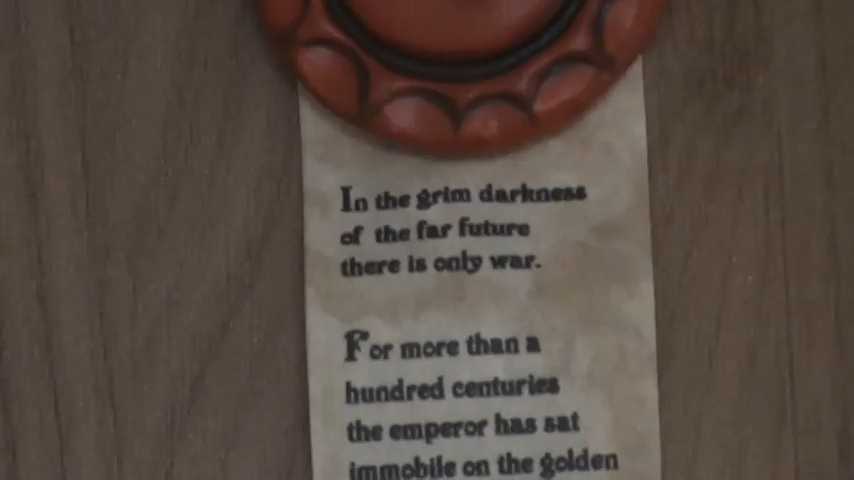 In the grim darkness
of the far future
there is only war.
For more than a
hundred centuries
the emperor has sat
immobile on the golden